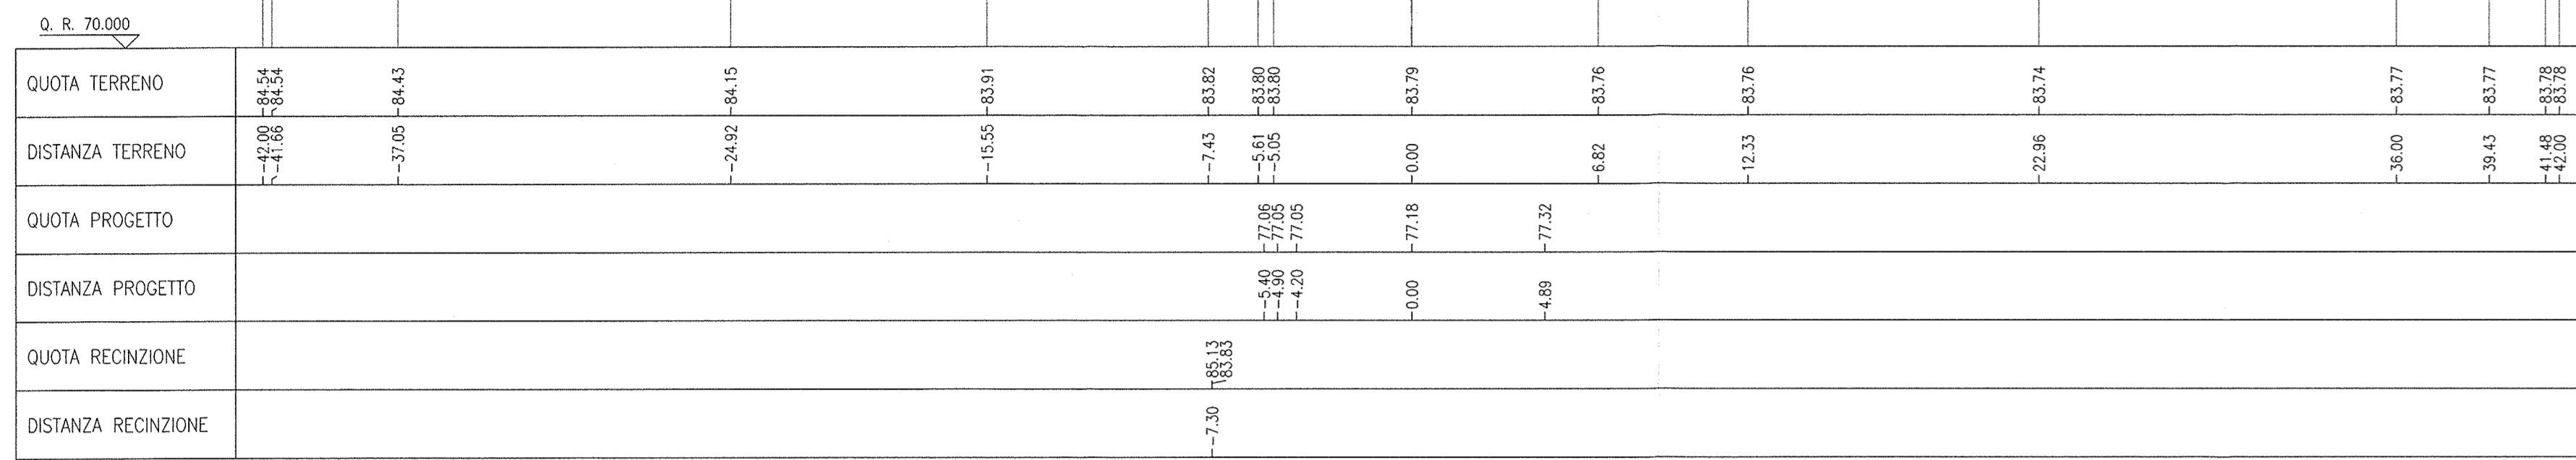 Q. R. 70.000
QUOTA TERRENO 84.54 84.54 84.43 84.15 83.91 83.82 83.80 83.80 83.79 83.76 83.76 83.74 83.77 83.77 83.78 83.78
DISTANZA TERRENO -42.00 -41.66 -37.05 -24.92 -15.55 -7.43 -5.61 -5.05 0.00 6.82 12.33 22.96 36.00 39.43 41.48 42.00
QUOTA PROGETTO 77.06 77.05 77.05 77.18 77.32
DISTANZA PROGETTO -5.40 -4.90 -4.20 0.00 4.89
QUOTA RECINZIONE 85.13 83.83
DISTANZA RECINZIONE -7.30